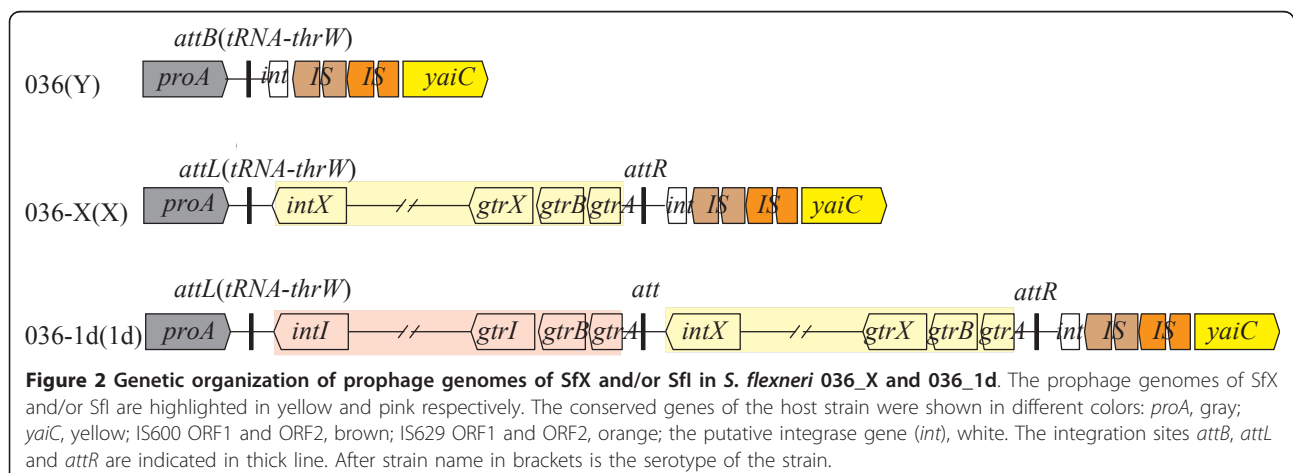 attB(tRNA-thrW)
036(Y) proA int IS IS yaiC
attL(tRNA-thrW) attR
036-X(X) proA intX // gtrX gtrB gtrA int IS IS yaiC
attL(tRNA-thrW) att attR
036-1d(1d) proA intI // gtrI gtrB gtrA intX // gtrX gtrB gtrA int IS IS yaiC
Figure 2 Genetic organization of prophage genomes of SfX and/or SfI in S. flexneri 036_X and 036_1d. The prophage genomes of SfX
and/or SfI are highlighted in yellow and pink respectively. The conserved genes of the host strain were shown in different colors: proA, gray;
yaiC, yellow; IS600 ORF1 and ORF2, brown; IS629 ORF1 and ORF2, orange; the putative integrase gene (int), white. The integration sites attB, attL
and attR are indicated in thick line. After strain name in brackets is the serotype of the strain.